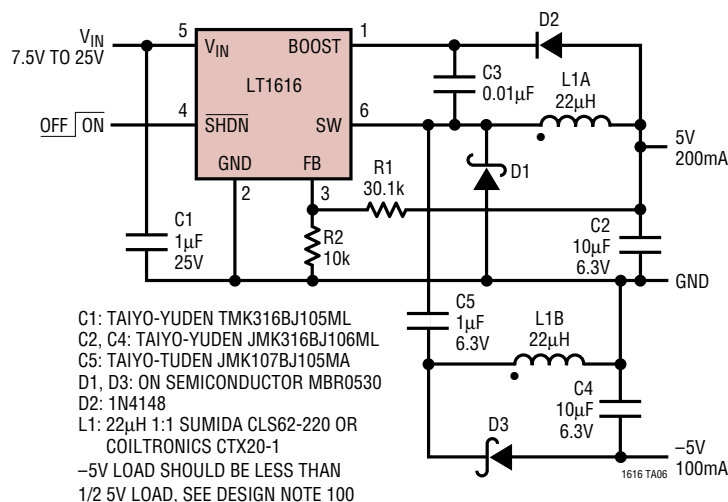 VIN
7.5V TO 25V
5
VIN
BOOST
1
D2
LT1616
C3
0.01µF
L1A
22µH
OFF ON
4
SHDN
SW
6
5V
200mA
GND
FB
2
3
R1
30.1k
D1
C1
1µF
25V
R2
10k
C2
10µF
6.3V
GND
C5
1µF
6.3V
L1B
22µH
C4
10µF
6.3V
D3
–5V
100mA
C1: TAIYO-YUDEN TMK316BJ105ML
C2, C4: TAIYO-YUDEN JMK316BJ106ML
C5: TAIYO-TUDEN JMK107BJ105MA
D1, D3: ON SEMICONDUCTOR MBR0530
D2: 1N4148
L1: 22µH 1:1 SUMIDA CLS62-220 OR
COILTRONICS CTX20-1
–5V LOAD SHOULD BE LESS THAN
1/2 5V LOAD, SEE DESIGN NOTE 100
1616 TA06